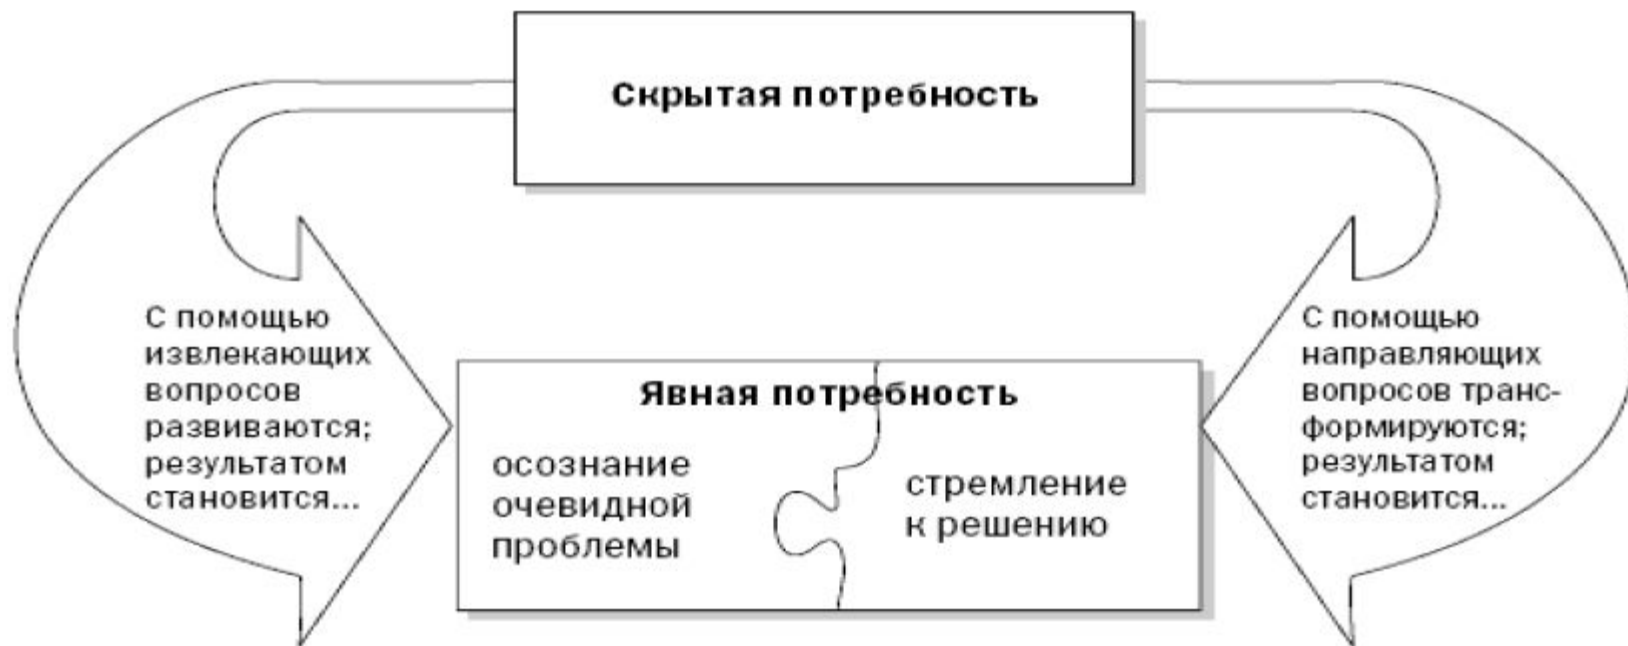 Скрытая потребность
С помощью
извлекающих
вопросов
развиваются;
результатом
становится...
Явная потребность
осознание
очевидной
проблемы
стремление
к решению
С помощью
направляющих
вопросов транс-
формируются;
результатом
становится...